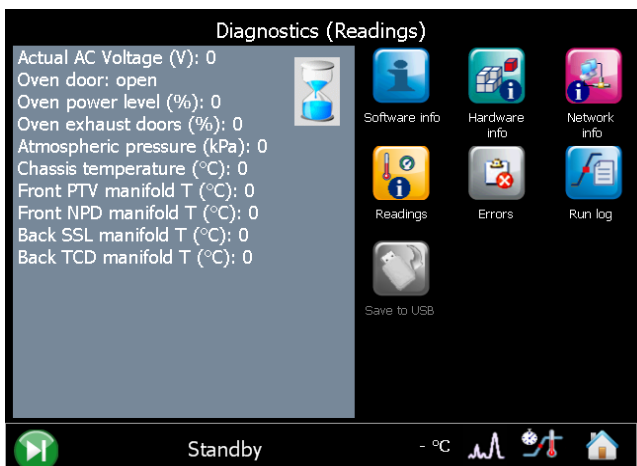 Diagnostics (Readings)
Actual AC Voltage (V): 0
Oven door: open
Oven power level (%): 0
Oven exhaust doors (%): 0
Atmospheric pressure (kPa): 0
Chassis temperature (°C): 0
Front PTV manifold T (°C): 0
Front NPD manifold T (°C): 0
Back SSL manifold T (°C): 0
Back TCD manifold T (°C): 0
Software info
Hardware
info
Network
info
Readings
Errors
Run log
Save to USB
Standby
- °C